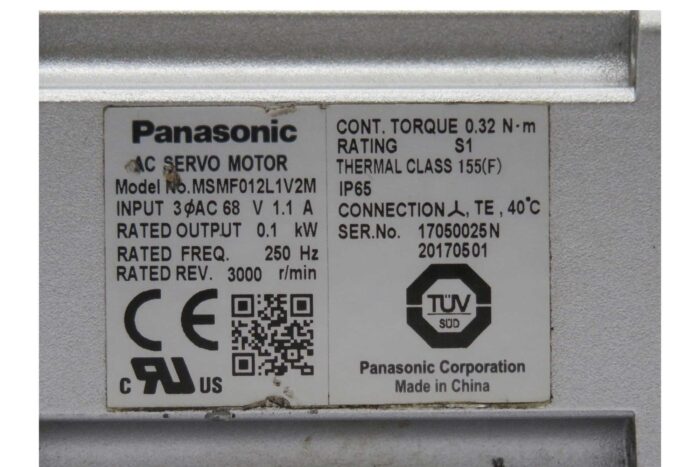 Panasonic
AC SERVO MOTOR
Model No.MSMF012L1V2M
INPUT 3ϕAC 68 V 1.1 A
RATED OUTPUT 0.1 kW
RATED FREQ. 250 Hz
RATED REV. 3000 r/min
CE
c RU US
CONT. TORQUE 0.32 N·m
RATING S1
THERMAL CLASS 155(F)
IP65
CONNECTION ⅄, TE, 40℃
SER.No. 17050025N
20170501
TÜV
SÜD
Panasonic Corporation
Made in China